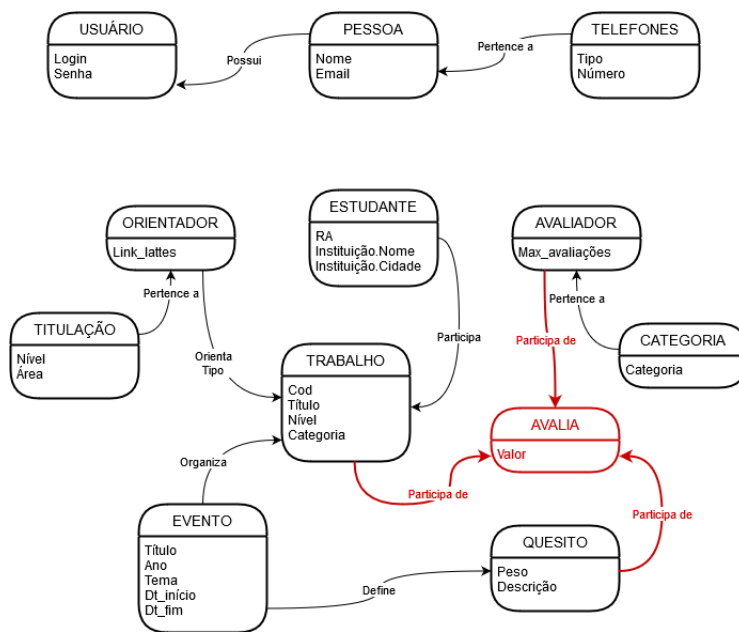 USUÁRIO
Login
Senha
Possui
PESSOA
Nome
Email
Pertence a
TELEFONES
Tipo
Número
ORIENTADOR
Link_lattes
ESTUDANTE
RA
Instituição.Nome
Instituição.Cidade
AVALIADOR
Max_avaliações
Pertence a
Pertence a
TITULAÇÃO
Nível
Área
Orienta
Tipo
TRABALHO
Cod
Título
Nível
Categoria
Participa
Participa de
CATEGORIA
Categoria
AVALIA
Valor
Organiza
Participa de
Participa de
EVENTO
Título
Ano
Tema
Dt_início
Dt_fim
Define
QUESITO
Peso
Descrição